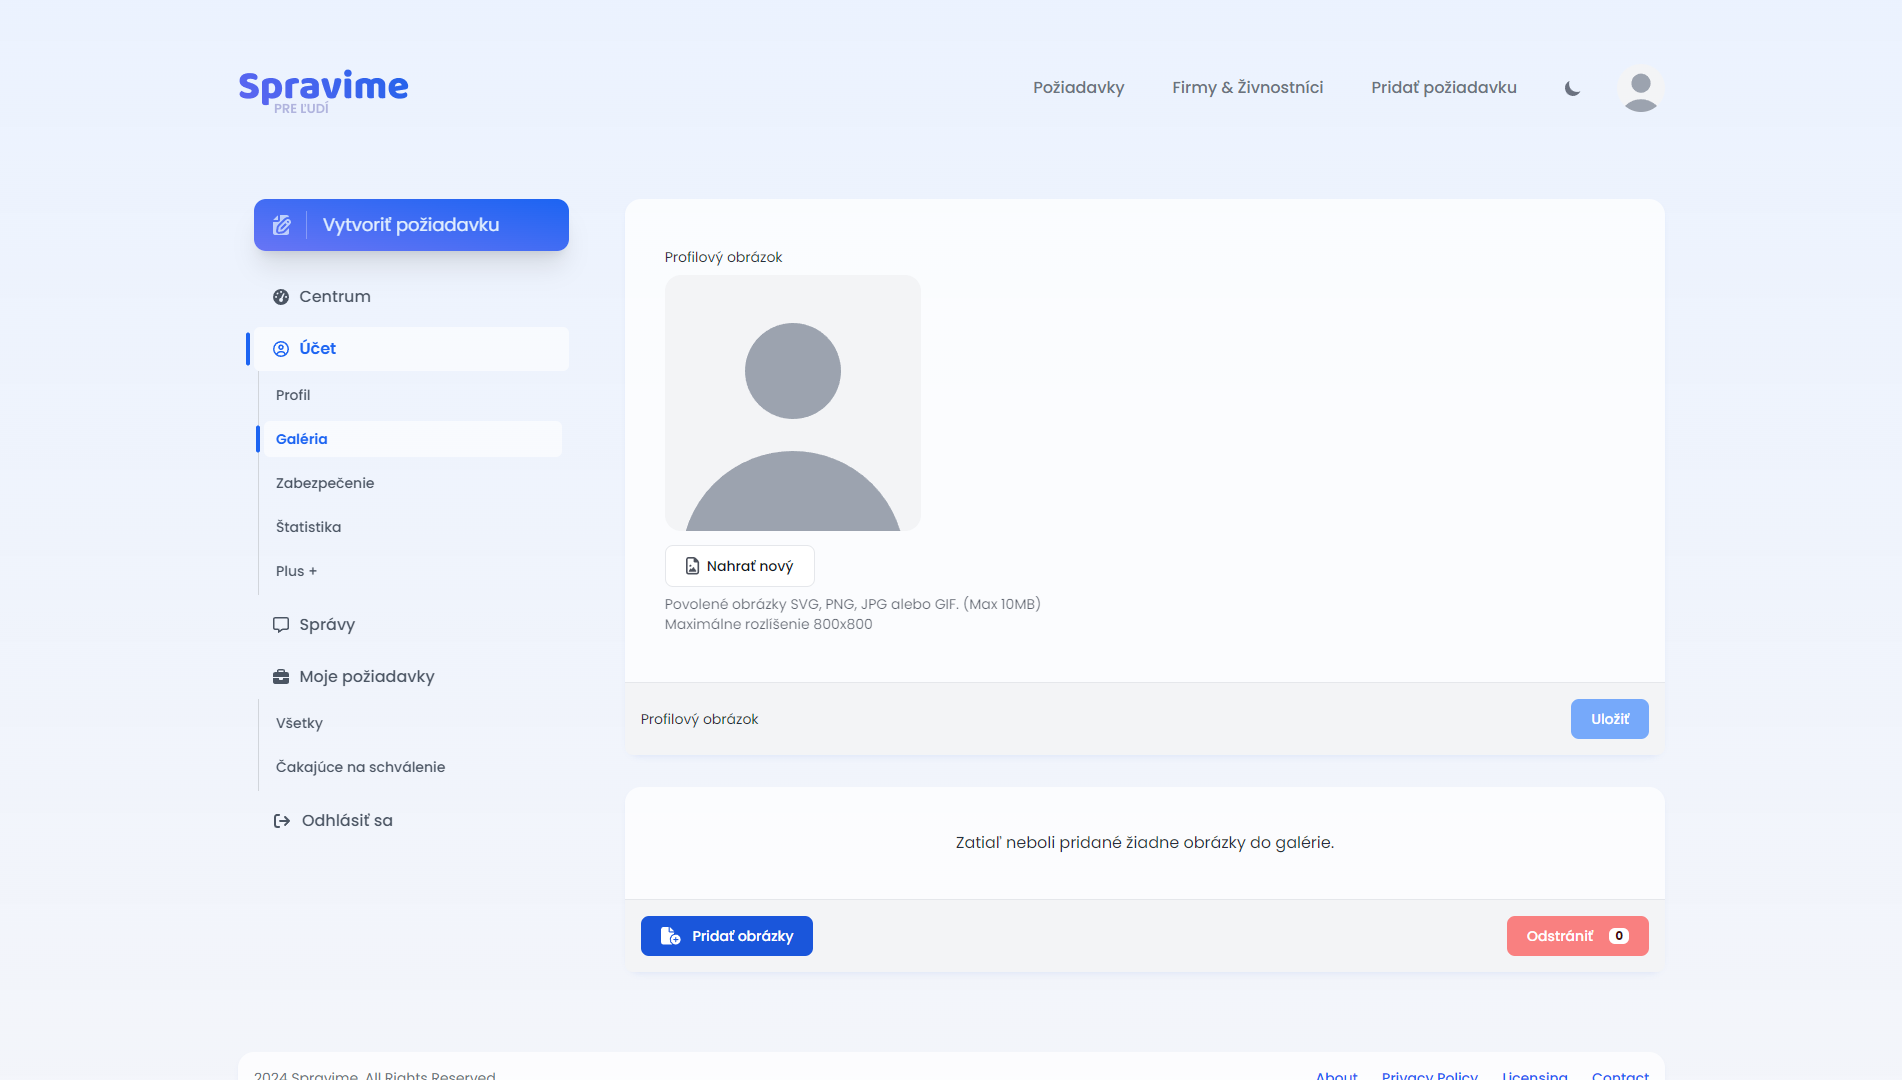 Spravime
PRE ĽUDÍ
Požiadavky
Firmy & Živnostníci
Pridať požiadavku
Vytvoriť požiadavku
Centrum
Účet
Profil
Galéria
Zabezpečenie
Štatistika
Plus +
Správy
Moje požiadavky
Všetky
Čakajúce na schválenie
Odhlásiť sa
Profilový obrázok
Nahrať nový
Povolené obrázky SVG, PNG, JPG alebo GIF. (Max 10MB)
Maximálne rozlíšenie 800x800
Profilový obrázok
Uložiť
Zatiaľ neboli pridané žiadne obrázky do galérie.
Pridať obrázky
Odstrániť 0
2024 Spravime. All Rights Reserved
About
Privacy Policy
Licensing
Contact